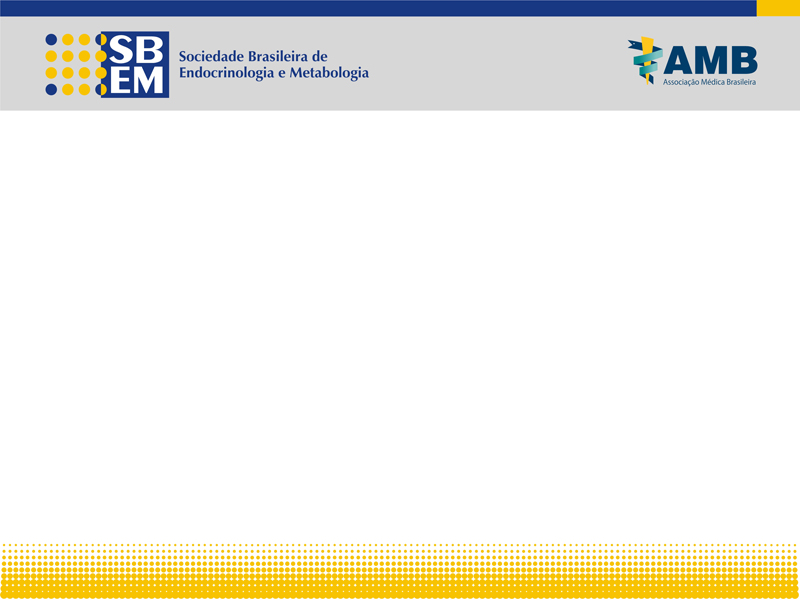 SB
EM
Sociedade Brasileira de
Endocrinologia e Metabologia
AMB
Associação Médica Brasileira